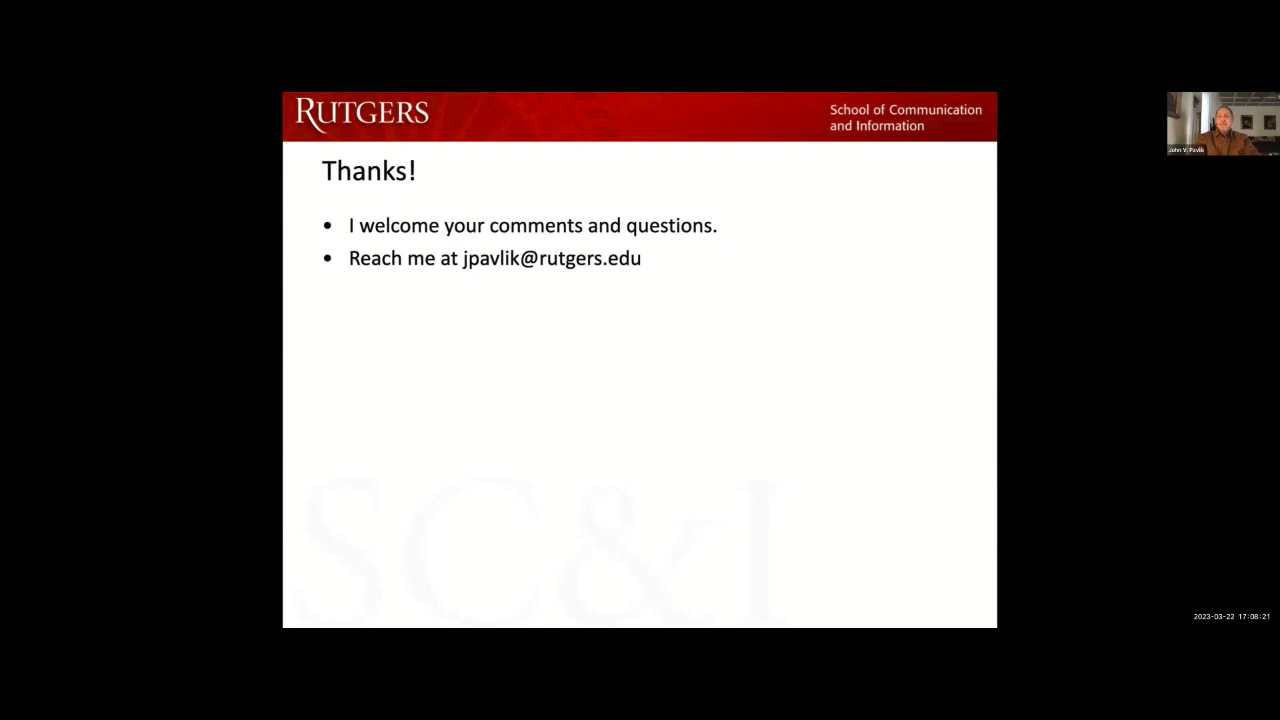 RUTGERS
School of Communication
and Information
Thanks!
• I welcome your comments and questions.
• Reach me at jpavlik@rutgers.edu
SC&I
John V. Pavlik
2023-03-22 17:08:21